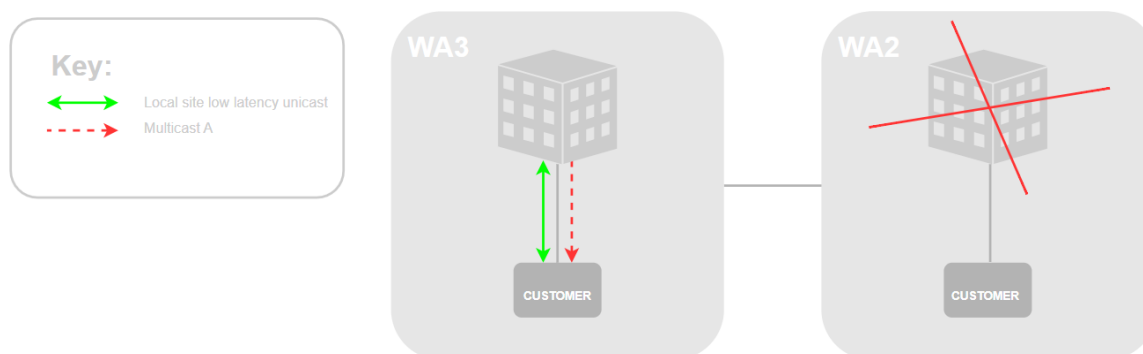 Key:
Local site low latency unicast
Multicast A
WA3
CUSTOMER
WA2
CUSTOMER